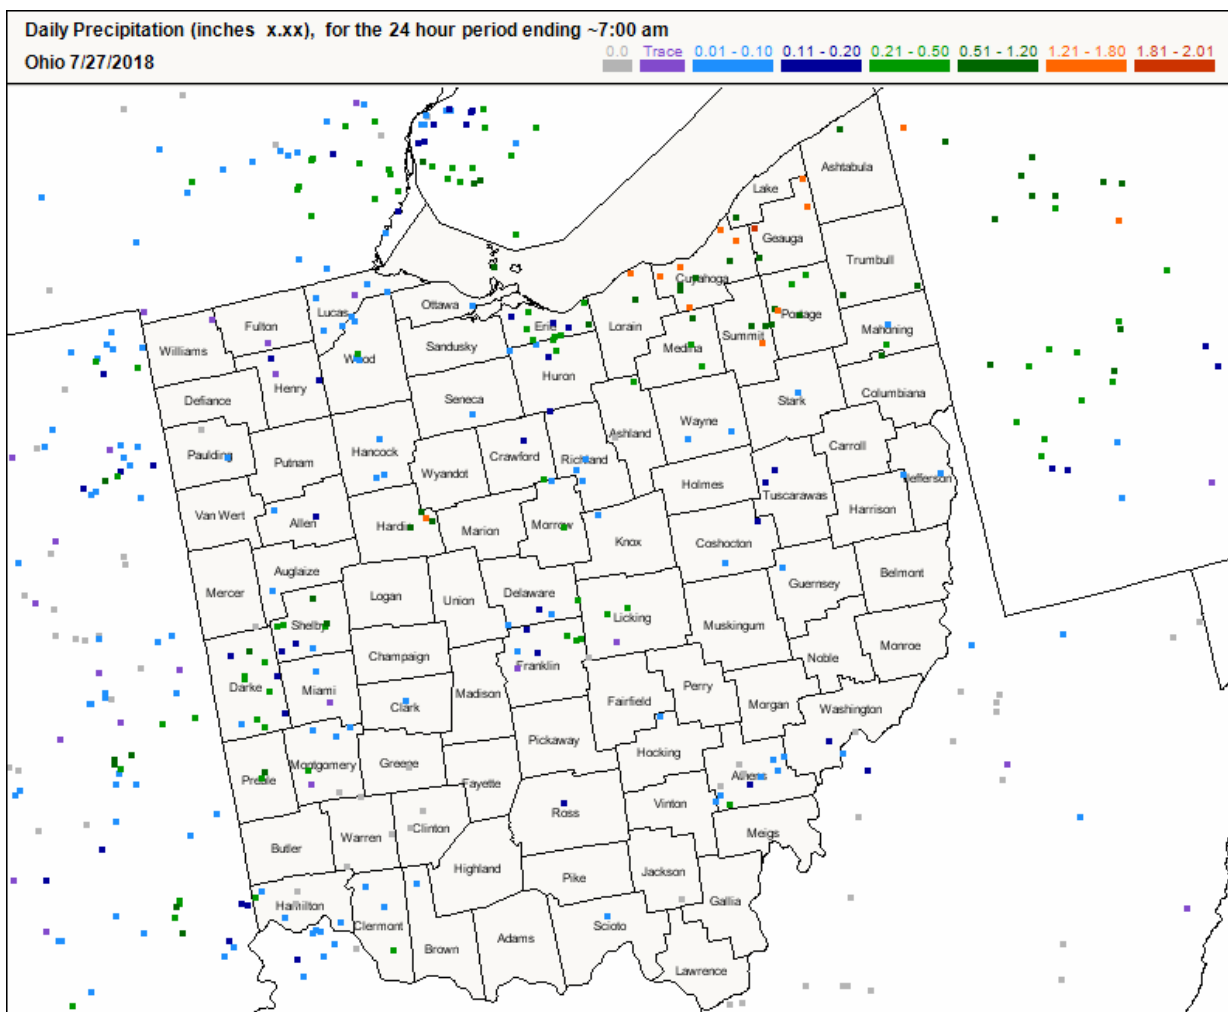 Daily Precipitation (inches x.xx), for the 24 hour period ending ~7:00 am
Ohio 7/27/2018
0.0 Trace 0.01 - 0.10 0.11 - 0.20 0.21 - 0.50 0.51 - 1.20 1.21 - 1.80 1.81 - 2.01
Ashtabula
Lake
Geauga
Trumbull
Cuyahoga
Ottawa
Lucas
Fulton
Williams
Erie
Lorain
Portage
Summit
Mahoning
Medina
Sandusky
Wood
Huron
Henry
Defiance
Seneca
Stark
Columbiana
Wayne
Ashland
Carroll
Hancock
Paulding
Putnam
Crawford
Richland
Wyandot
Jefferson
Holmes
Tuscarawas
Harrison
Van Wert
Allen
Hardin
Marion
Morrow
Knox
Coshocton
Auglaize
Belmont
Guernsey
Mercer
Logan
Union
Delaware
Licking
Muskingum
Shelby
Monroe
Champaign
Noble
Franklin
Darke
Miami
Madison
Perry
Fairfield
Morgan
Washington
Clark
Pickaway
Hocking
Montgomery
Greene
Athens
Preble
Fayette
Vinton
Ross
Clinton
Warren
Meigs
Butler
Highland
Pike
Jackson
Gallia
Hamilton
Clermont
Scioto
Adams
Brown
Lawrence